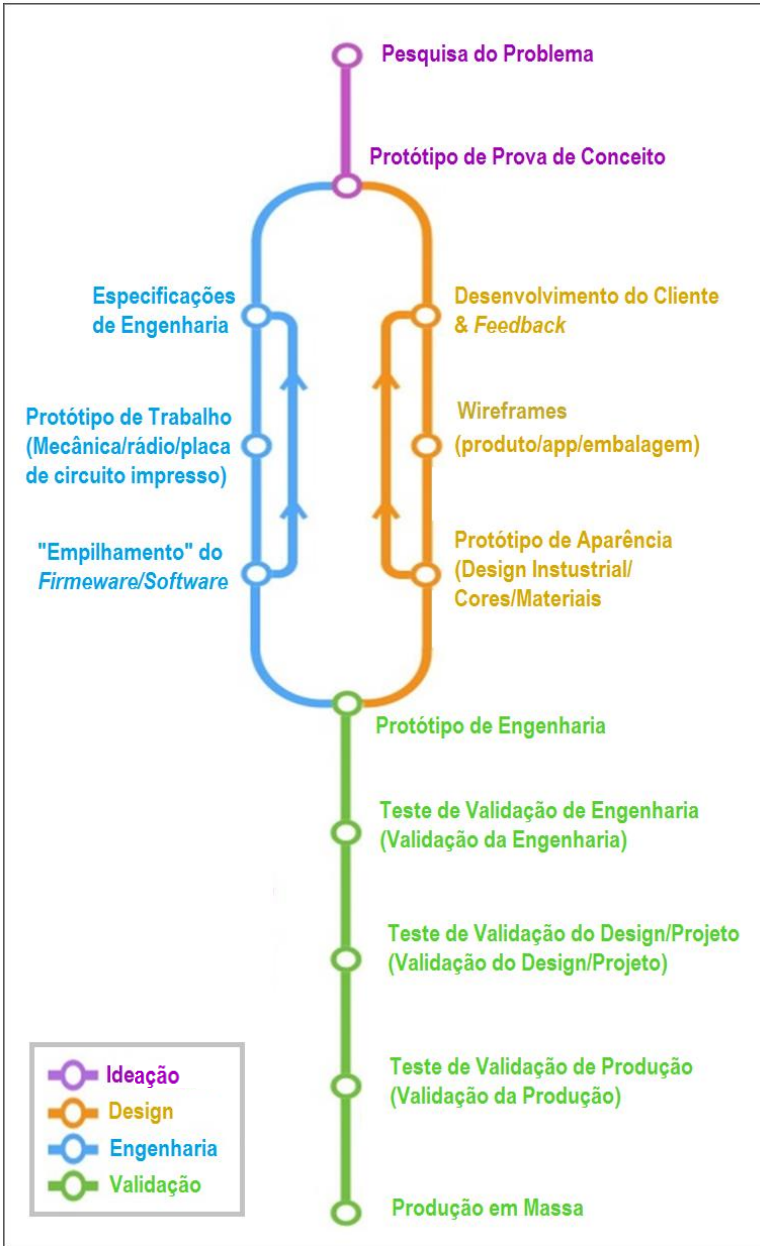 Pesquisa do Problema
Protótipo de Prova de Conceito
Especificações
de Engenharia
Desenvolvimento do Cliente
& Feedback
Protótipo de Trabalho
(Mecânica/rádio/placa
de circuito impresso)
Wireframes
(produto/app/embalagem)
"Empilhamento" do
Firmeware/Software
Protótipo de Aparência
(Design Instustrial/
Cores/Materiais
Protótipo de Engenharia
Teste de Validação de Engenharia
(Validação da Engenharia)
Teste de Validação do Design/Projeto
(Validação do Design/Projeto)
Teste de Validação de Produção
(Validação da Produção)
Produção em Massa
Ideação
Design
Engenharia
Validação